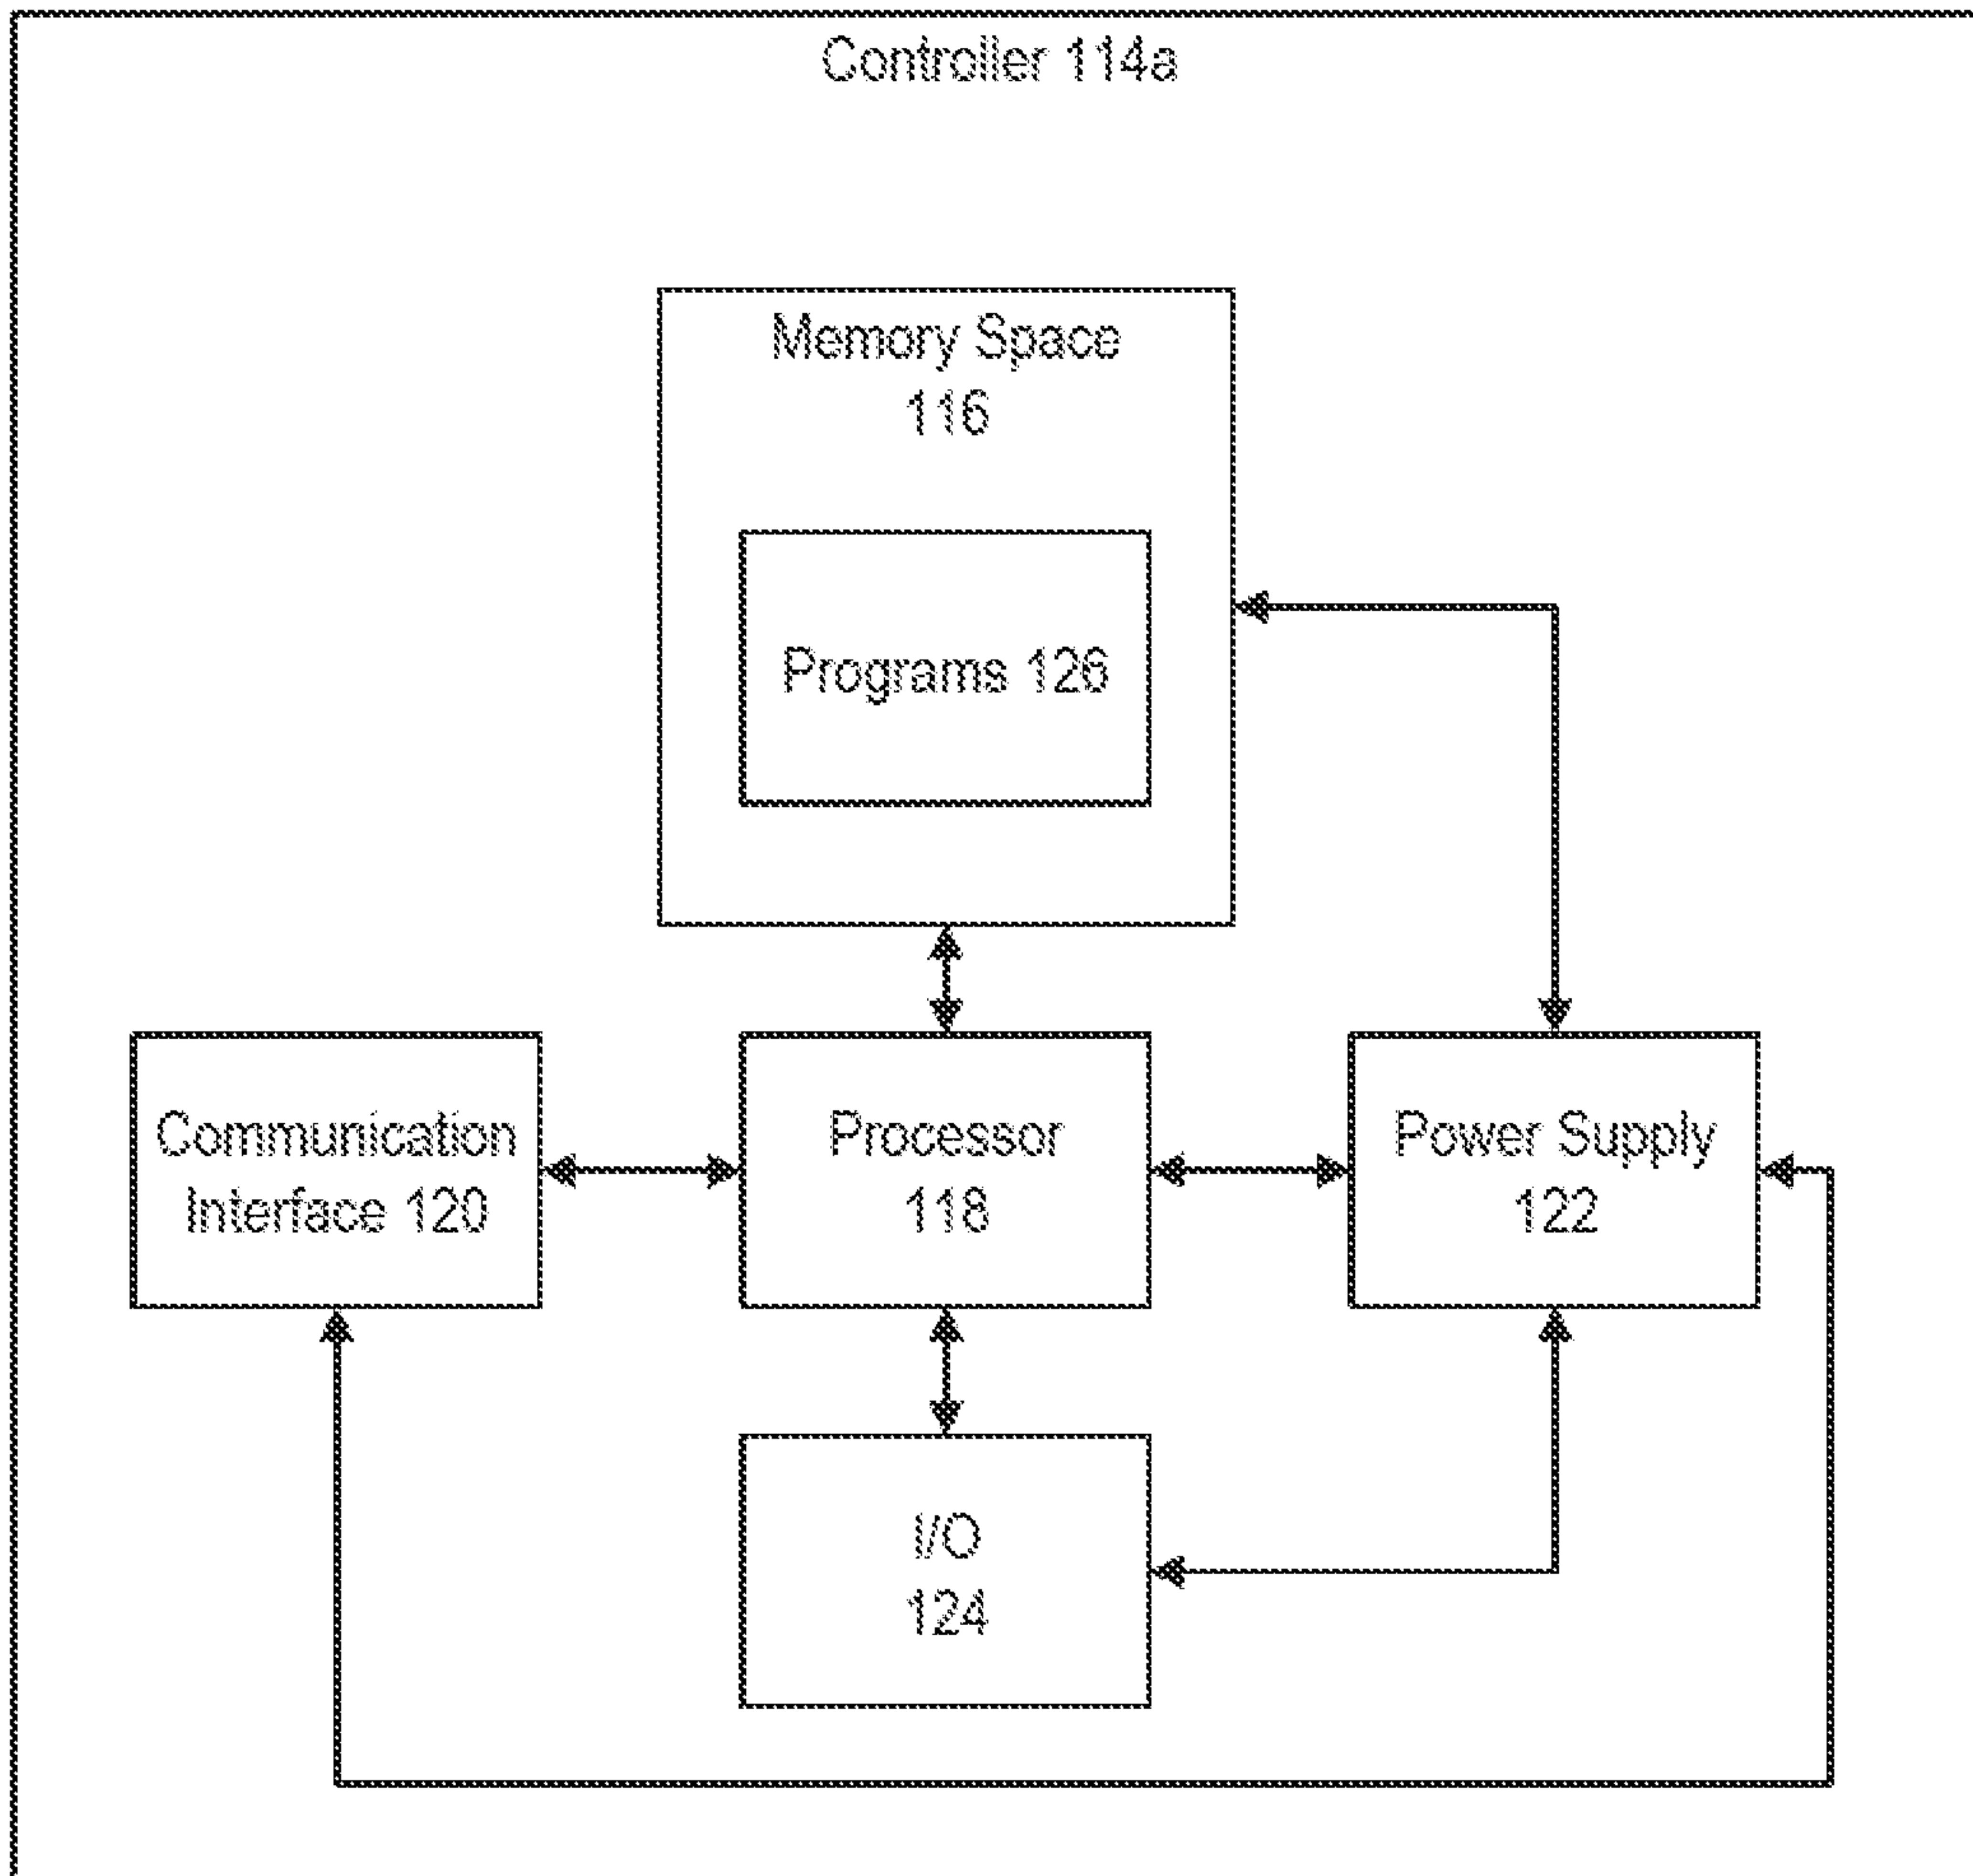 Controller 114a
Memory Space
116
Programs 126
Communication
Interface 120
Processor
118
Power Supply
122
I/O
124